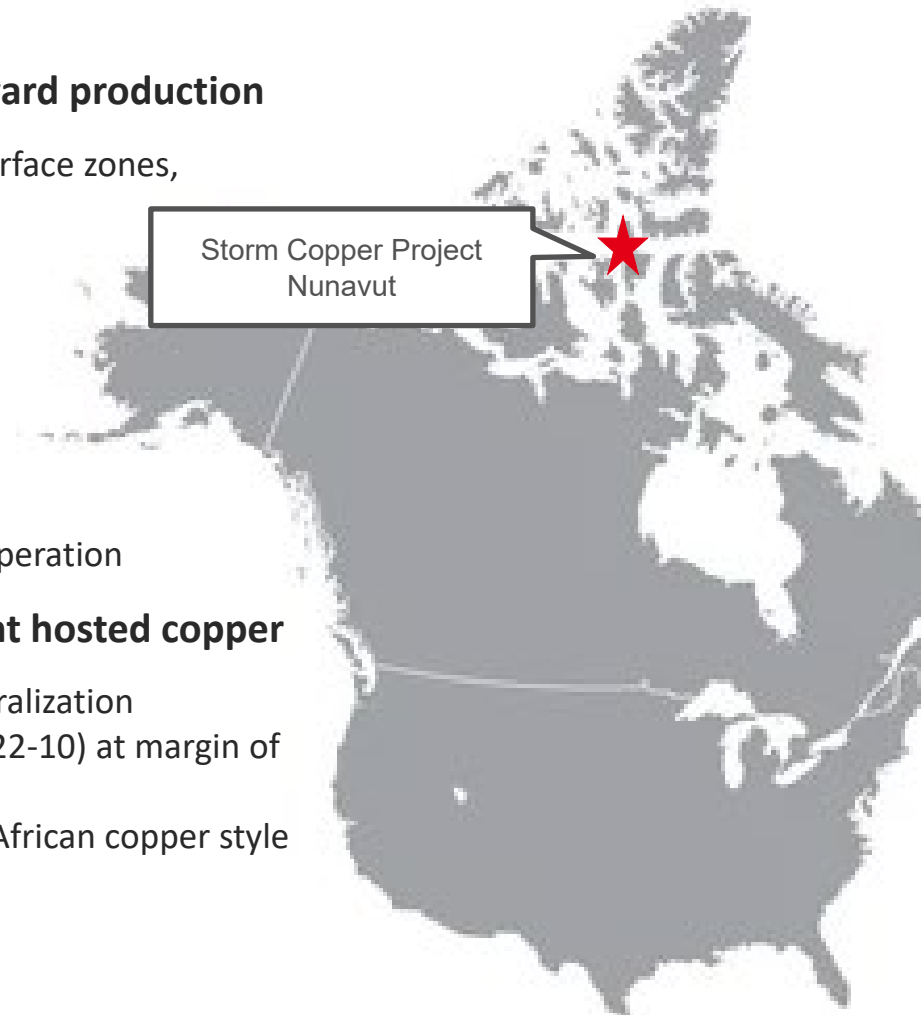 ard production
rface zones,
Storm Copper Project
Nunavut
peration
nt hosted copper
ralization
22-10) at margin of
African copper style